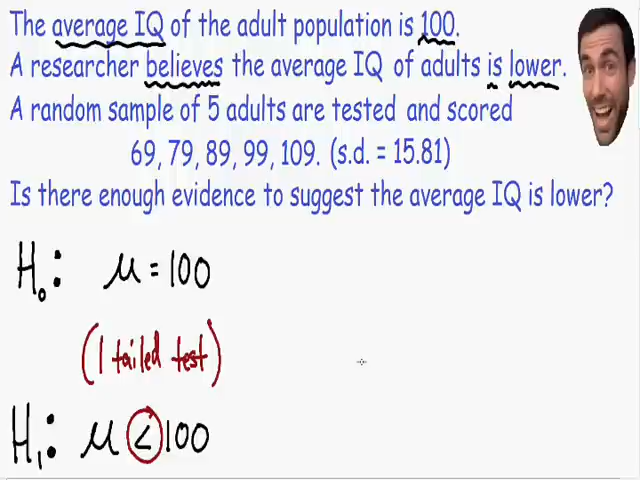 The average IQ of the adult population is 100.
A researcher believes the average IQ of adults is lower.
A random sample of 5 adults are tested and scored
69, 79, 89, 99, 109. (s.d. = 15.81)
Is there enough evidence to suggest the average IQ is lower?
H₀: μ = 100
(1 tailed test)
H₁: μ < 100